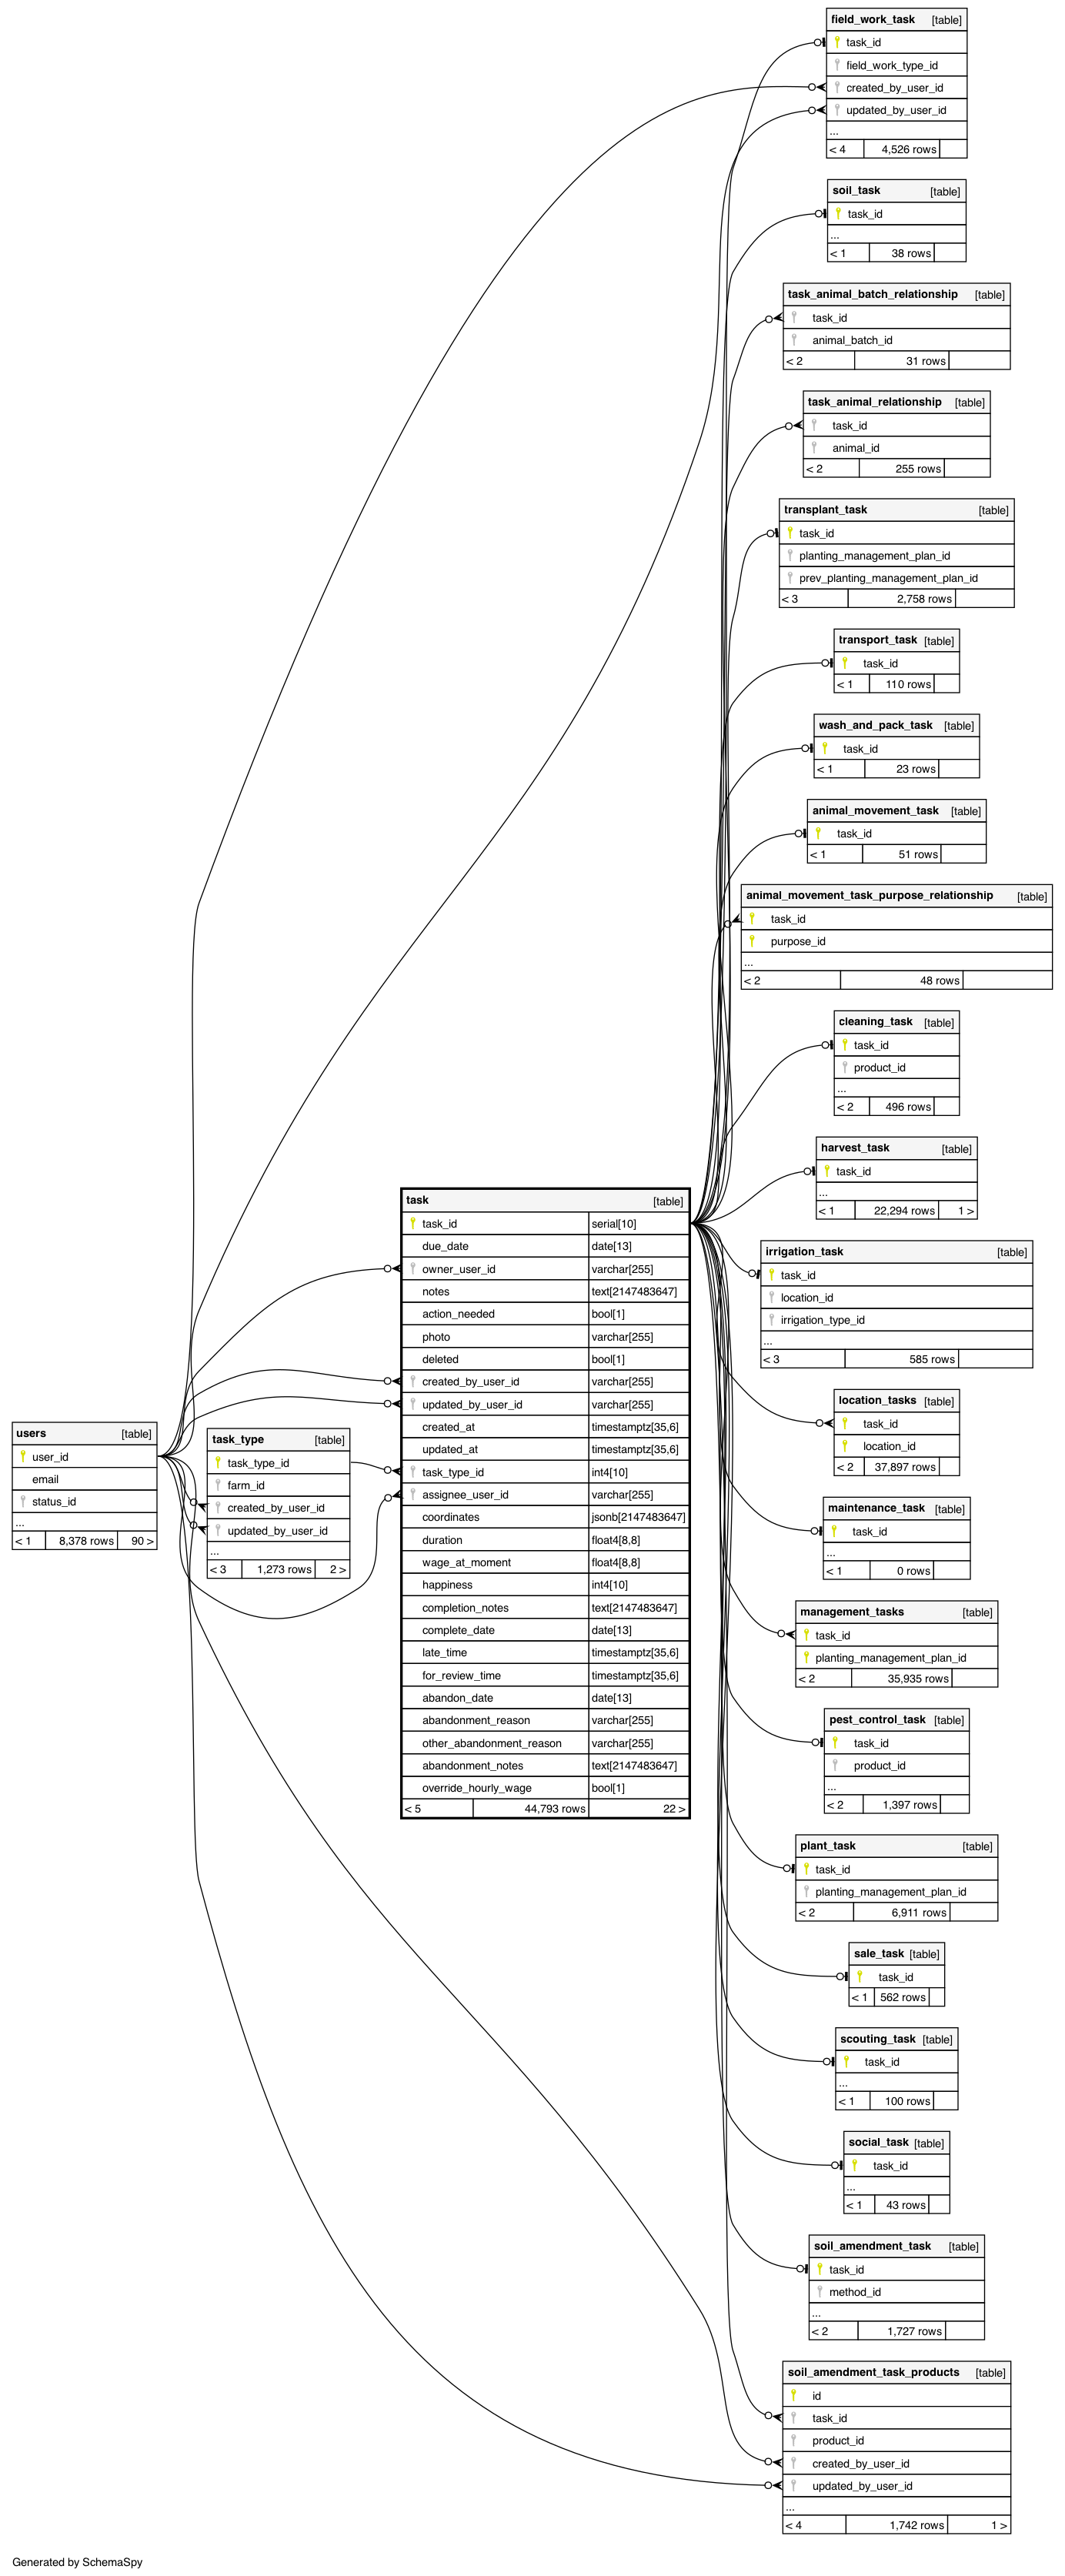 field_work_task [table]
task_id
field_work_type_id
created_by_user_id
updated_by_user_id
...
< 4 4,526 rows
soil_task [table]
task_id
...
< 1 38 rows
task_animal_batch_relationship [table]
task_id
animal_batch_id
< 2 31 rows
task_animal_relationship [table]
task_id
animal_id
< 2 255 rows
transplant_task [table]
task_id
planting_management_plan_id
prev_planting_management_plan_id
< 3 2,758 rows
transport_task [table]
task_id
< 1 110 rows
wash_and_pack_task [table]
task_id
< 1 23 rows
animal_movement_task [table]
task_id
< 1 51 rows
animal_movement_task_purpose_relationship [table]
task_id
purpose_id
...
< 2 48 rows
cleaning_task [table]
task_id
product_id
...
< 2 496 rows
harvest_task [table]
task_id
...
< 1 22,294 rows 1 >
irrigation_task [table]
task_id
location_id
irrigation_type_id
...
< 3 585 rows
location_tasks [table]
task_id
location_id
< 2 37,897 rows
maintenance_task [table]
task_id
...
< 1 0 rows
management_tasks [table]
task_id
planting_management_plan_id
< 2 35,935 rows
pest_control_task [table]
task_id
product_id
...
< 2 1,397 rows
plant_task [table]
task_id
planting_management_plan_id
< 2 6,911 rows
sale_task [table]
task_id
< 1 562 rows
scouting_task [table]
task_id
...
< 1 100 rows
social_task [table]
task_id
...
< 1 43 rows
soil_amendment_task [table]
task_id
method_id
...
< 2 1,727 rows
soil_amendment_task_products [table]
id
task_id
product_id
created_by_user_id
updated_by_user_id
...
< 4 1,742 rows 1 >
task [table]
task_id serial[10]
due_date date[13]
owner_user_id varchar[255]
notes text[2147483647]
action_needed bool[1]
photo varchar[255]
deleted bool[1]
created_by_user_id varchar[255]
updated_by_user_id varchar[255]
created_at timestamptz[35,6]
updated_at timestamptz[35,6]
task_type_id int4[10]
assignee_user_id varchar[255]
coordinates jsonb[2147483647]
duration float4[8,8]
wage_at_moment float4[8,8]
happiness int4[10]
completion_notes text[2147483647]
complete_date date[13]
late_time timestamptz[35,6]
for_review_time timestamptz[35,6]
abandon_date date[13]
abandonment_reason varchar[255]
other_abandonment_reason varchar[255]
abandonment_notes text[2147483647]
override_hourly_wage bool[1]
< 5 44,793 rows 22 >
users [table]
user_id
email
status_id
...
< 1 8,378 rows 90 >
task_type [table]
task_type_id
farm_id
created_by_user_id
updated_by_user_id
...
< 3 1,273 rows 2 >
Generated by SchemaSpy